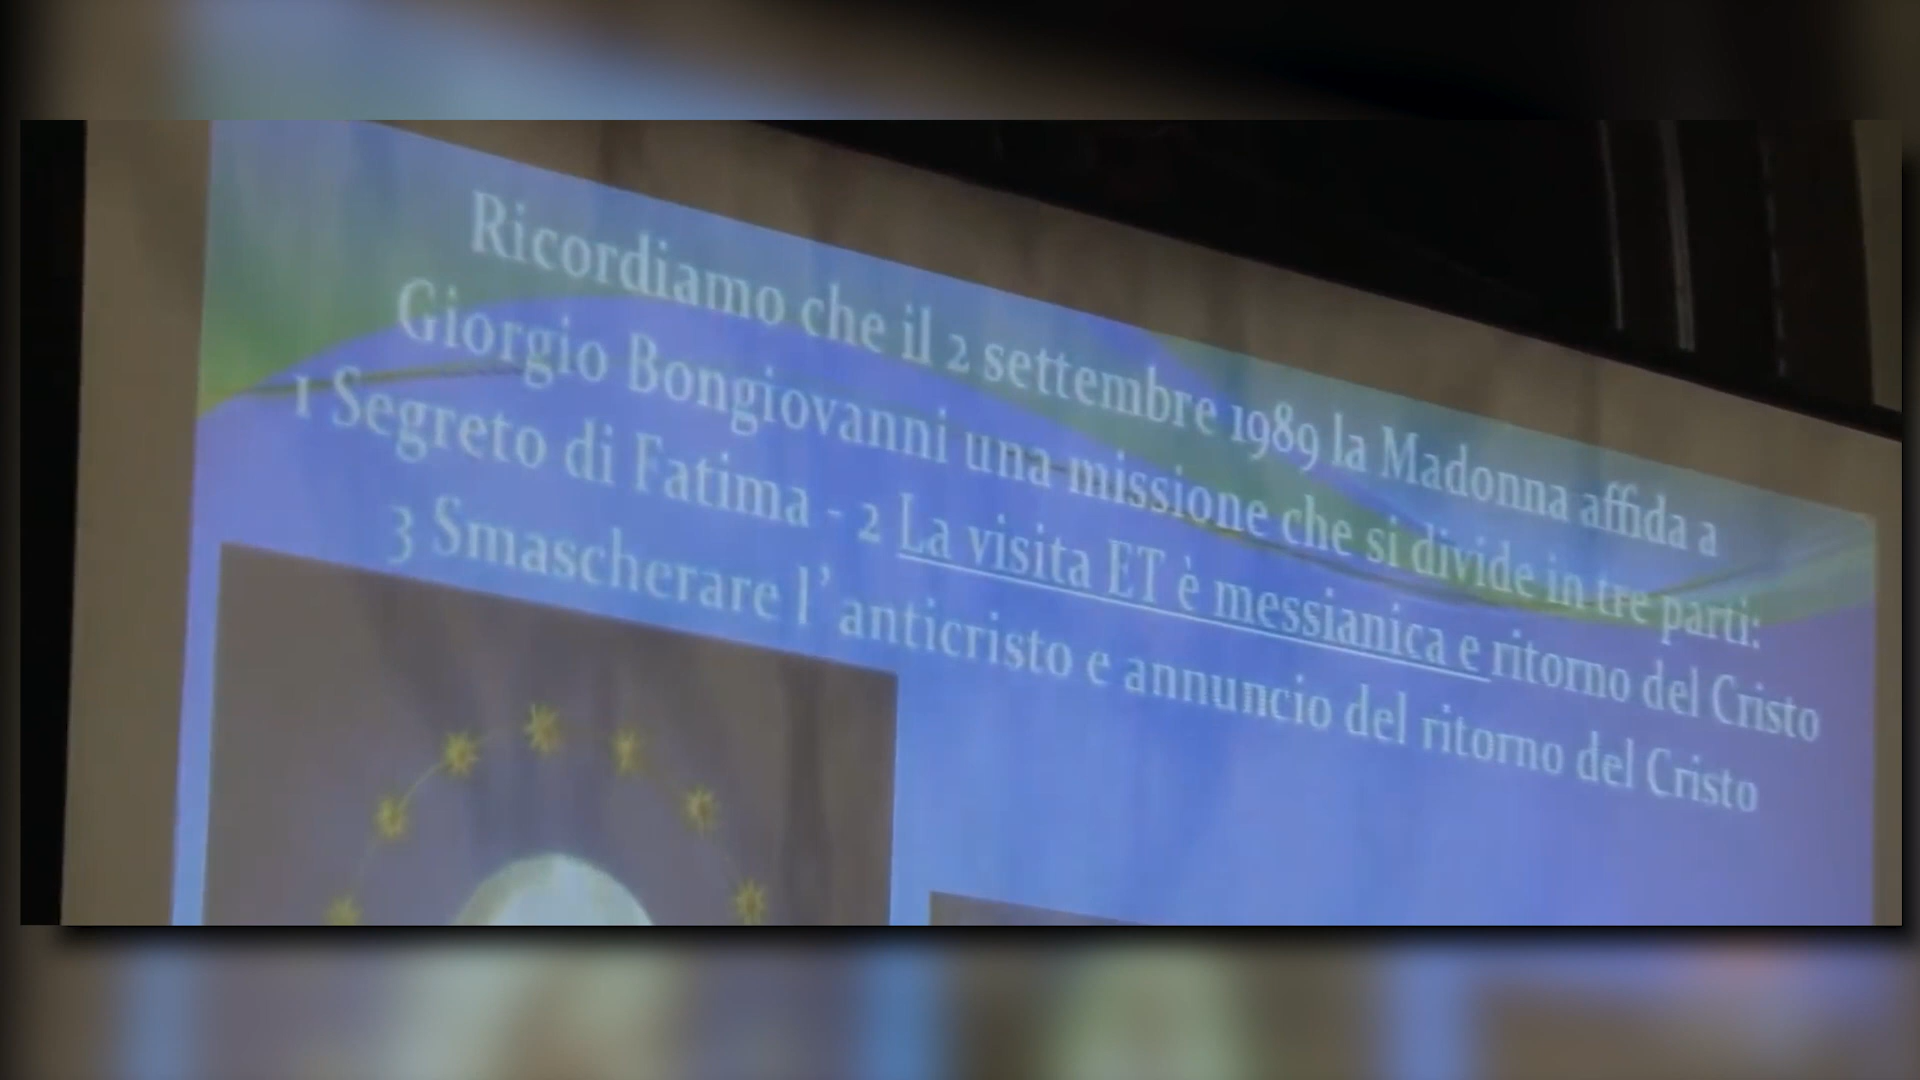 Ricordiamo che il 2 settembre 1989 la Madonna affida a
Giorgio Bongiovanni una missione che si divide in tre parti:
1 Segreto di Fatima - 2 La visita ET è messianica e ritorno del Cristo
3 Smascherare l'anticristo e annuncio del ritorno del Cristo